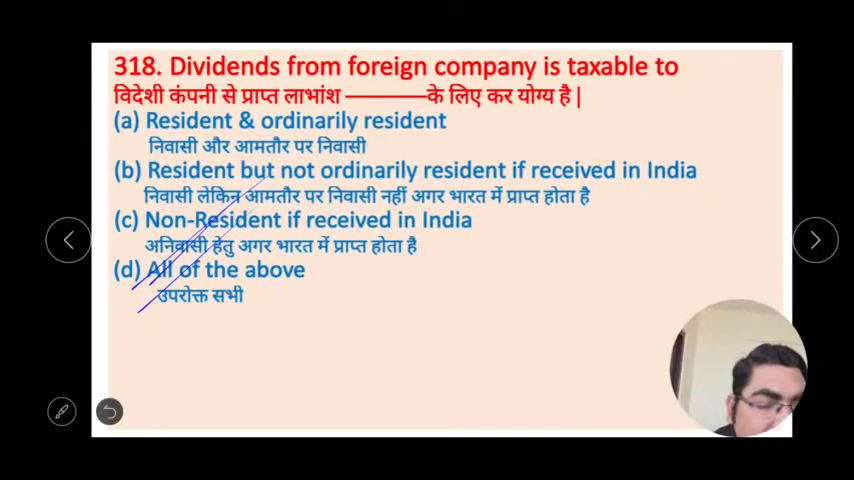 318. Dividends from foreign company is taxable to
विदेशी कंपनी से प्राप्त लाभांश ————के लिए कर योग्य है |
(a) Resident & ordinarily resident
निवासी और आमतौर पर निवासी
(b) Resident but not ordinarily resident if received in India
निवासी लेकिन आमतौर पर निवासी नहीं अगर भारत में प्राप्त होता है
(c) Non-Resident if received in India
अनिवासी हेतु अगर भारत में प्राप्त होता है
(d) All of the above
उपरोक्त सभी